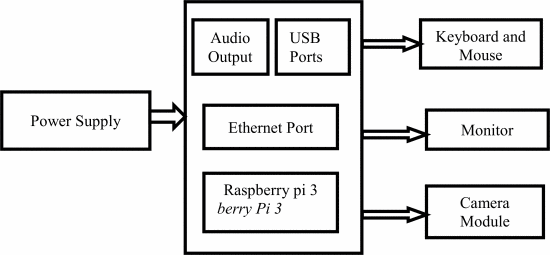 Audio
Output
USB
Ports
Keyboard and
Mouse
Power Supply
Ethernet Port
Monitor
Raspberry pi 3
berry Pi 3
Camera
Module